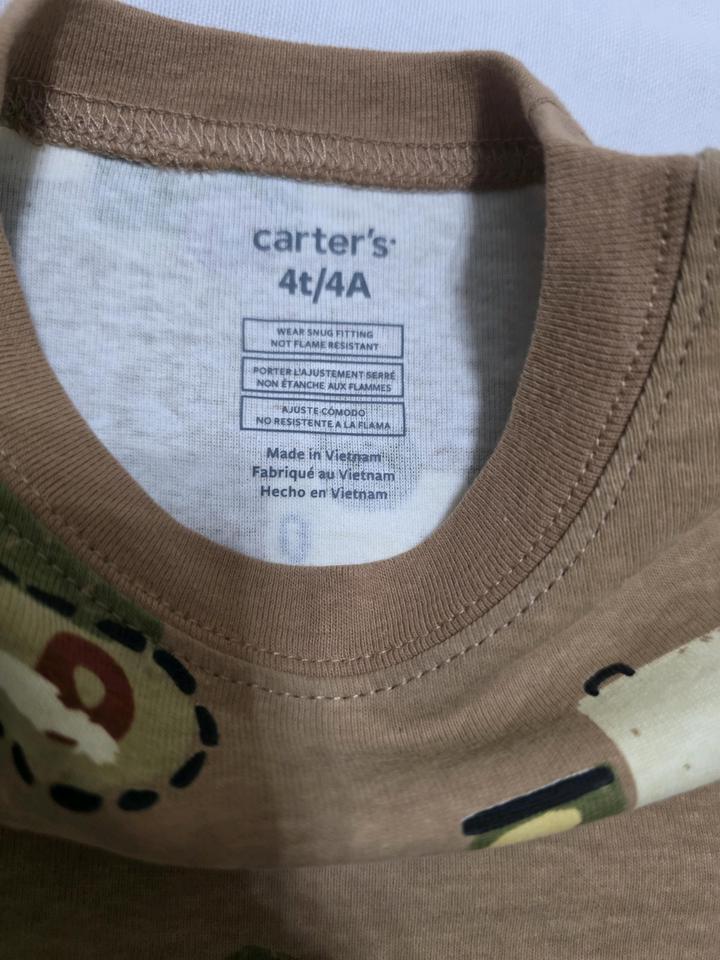 carter's
4t/4A
WEAR SNUG FITTING
NOT FLAME RESISTANT
PORTER L'AJUSTEMENT SERRÉ
NON ÉTANCHE AUX FLAMMES
AJUSTE CÓMODO
NO RESISTENTE A LA FLAMA
Made in Vietnam
Fabriqué au Vietnam
Hecho en Vietnam